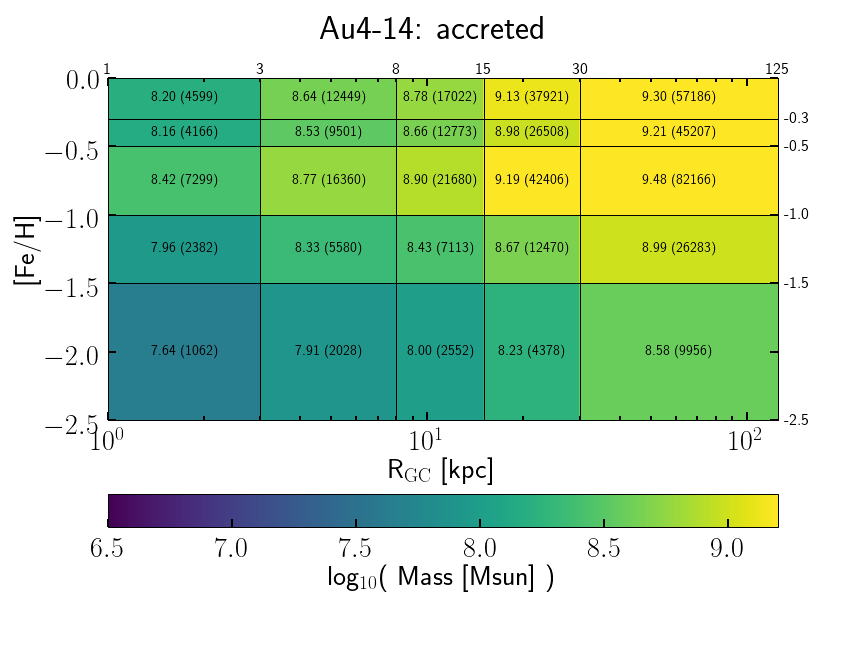 Au4-14: accreted
1 3 8 15 30 125
0.0
8.20 (4599) 8.64 (12449) 8.78 (17022) 9.13 (37921) 9.30 (57186)
-0.3
8.16 (4166) 8.53 (9501) 8.66 (12773) 8.98 (26508) 9.21 (45207)
−0.5 -0.5
8.42 (7299) 8.77 (16360) 8.90 (21680) 9.19 (42406) 9.48 (82166)
−1.0 -1.0
[Fe/H]
7.96 (2382) 8.33 (5580) 8.43 (7113) 8.67 (12470) 8.99 (26283)
−1.5 -1.5
7.64 (1062) 7.91 (2028) 8.00 (2552) 8.23 (4378) 8.58 (9956)
−2.0
−2.5 -2.5
10⁰ 10¹ 10²
R_GC [kpc]
6.5 7.0 7.5 8.0 8.5 9.0
log₁₀( Mass [Msun] )